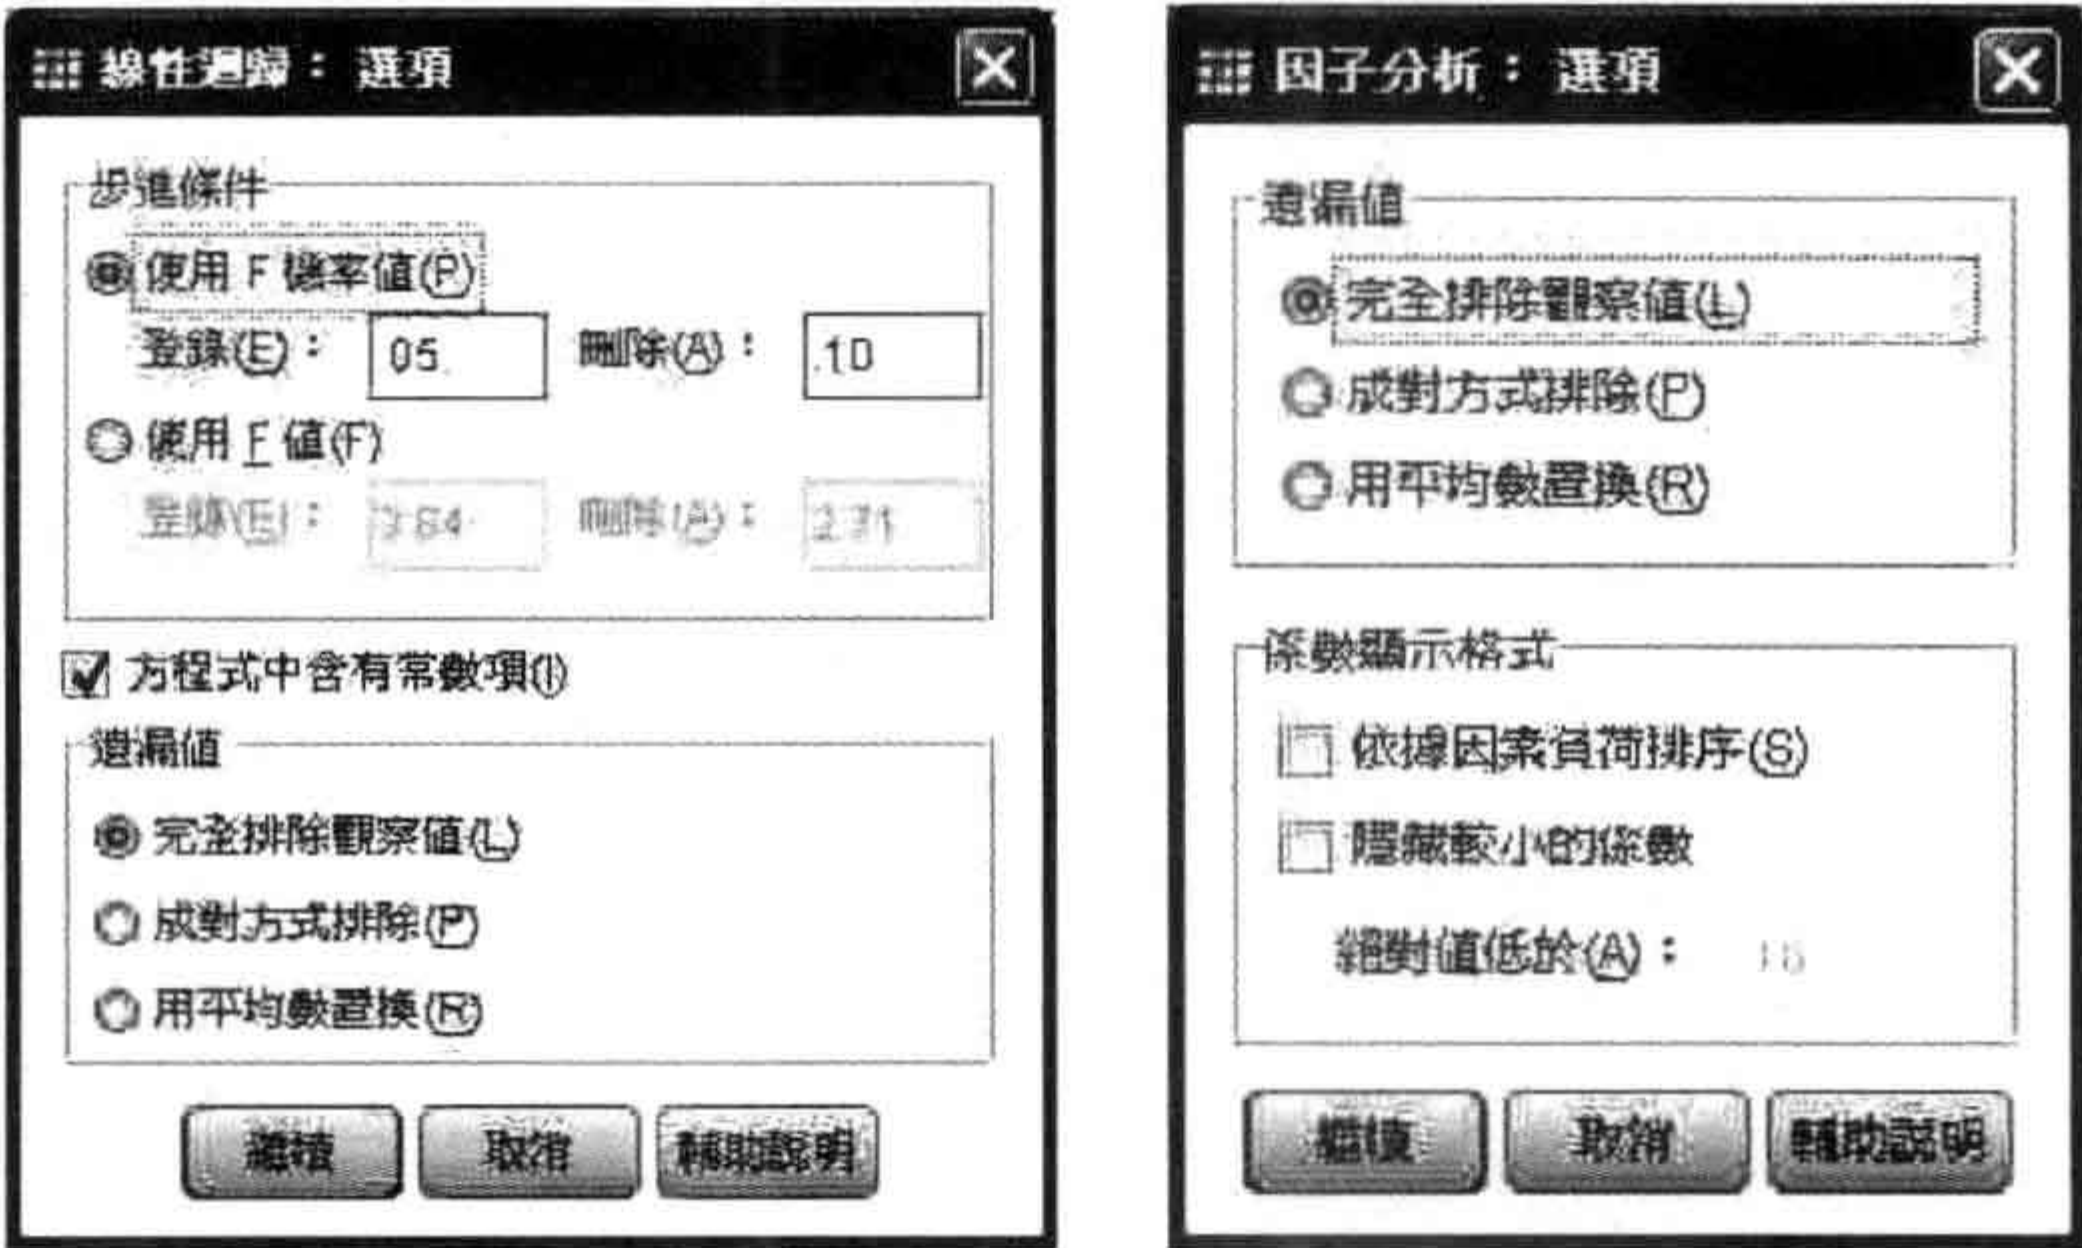 線性迴歸：選項
步進條件
使用 F 機率值(P)
登錄(E)： 05 刪除(A)： .10
使用 F 值(F)
登錄(E)： 3.84 刪除(A)： 2.71
方程式中含有常數項(I)
遺漏值
完全排除觀察值(L)
成對方式排除(P)
用平均數置換(R)
繼續 取消 輔助說明
因子分析：選項
遺漏值
完全排除觀察值(L)
成對方式排除(P)
用平均數置換(R)
係數顯示格式
依據因素負荷排序(S)
隱藏較小的係數
絕對值低於(A)：
繼續 取消 輔助說明